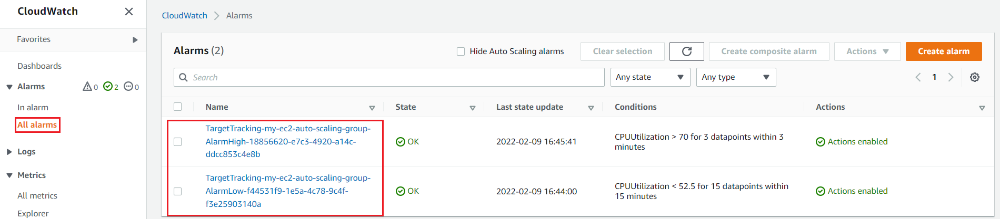 CloudWatch
Favorites
Dashboards
Alarms 0 2 0
In alarm
All alarms
Logs
Metrics
All metrics
Explorer
CloudWatch Alarms
Alarms (2)
Hide Auto Scaling alarms Clear selection Create composite alarm Actions Create alarm
Search Any state Any type 1
Name State Last state update Conditions Actions
TargetTracking-my-ec2-auto-scaling-group-
AlarmHigh-18856620-e7c3-4920-a14c-
ddcc853c4e8b
OK
2022-02-09 16:45:41
CPUUtilization > 70 for 3 datapoints within 3
minutes
Actions enabled
TargetTracking-my-ec2-auto-scaling-group-
AlarmLow-f44531f9-1e5a-4c78-9c4f-
f3e25903140a
OK
2022-02-09 16:44:00
CPUUtilization < 52.5 for 15 datapoints within
15 minutes
Actions enabled